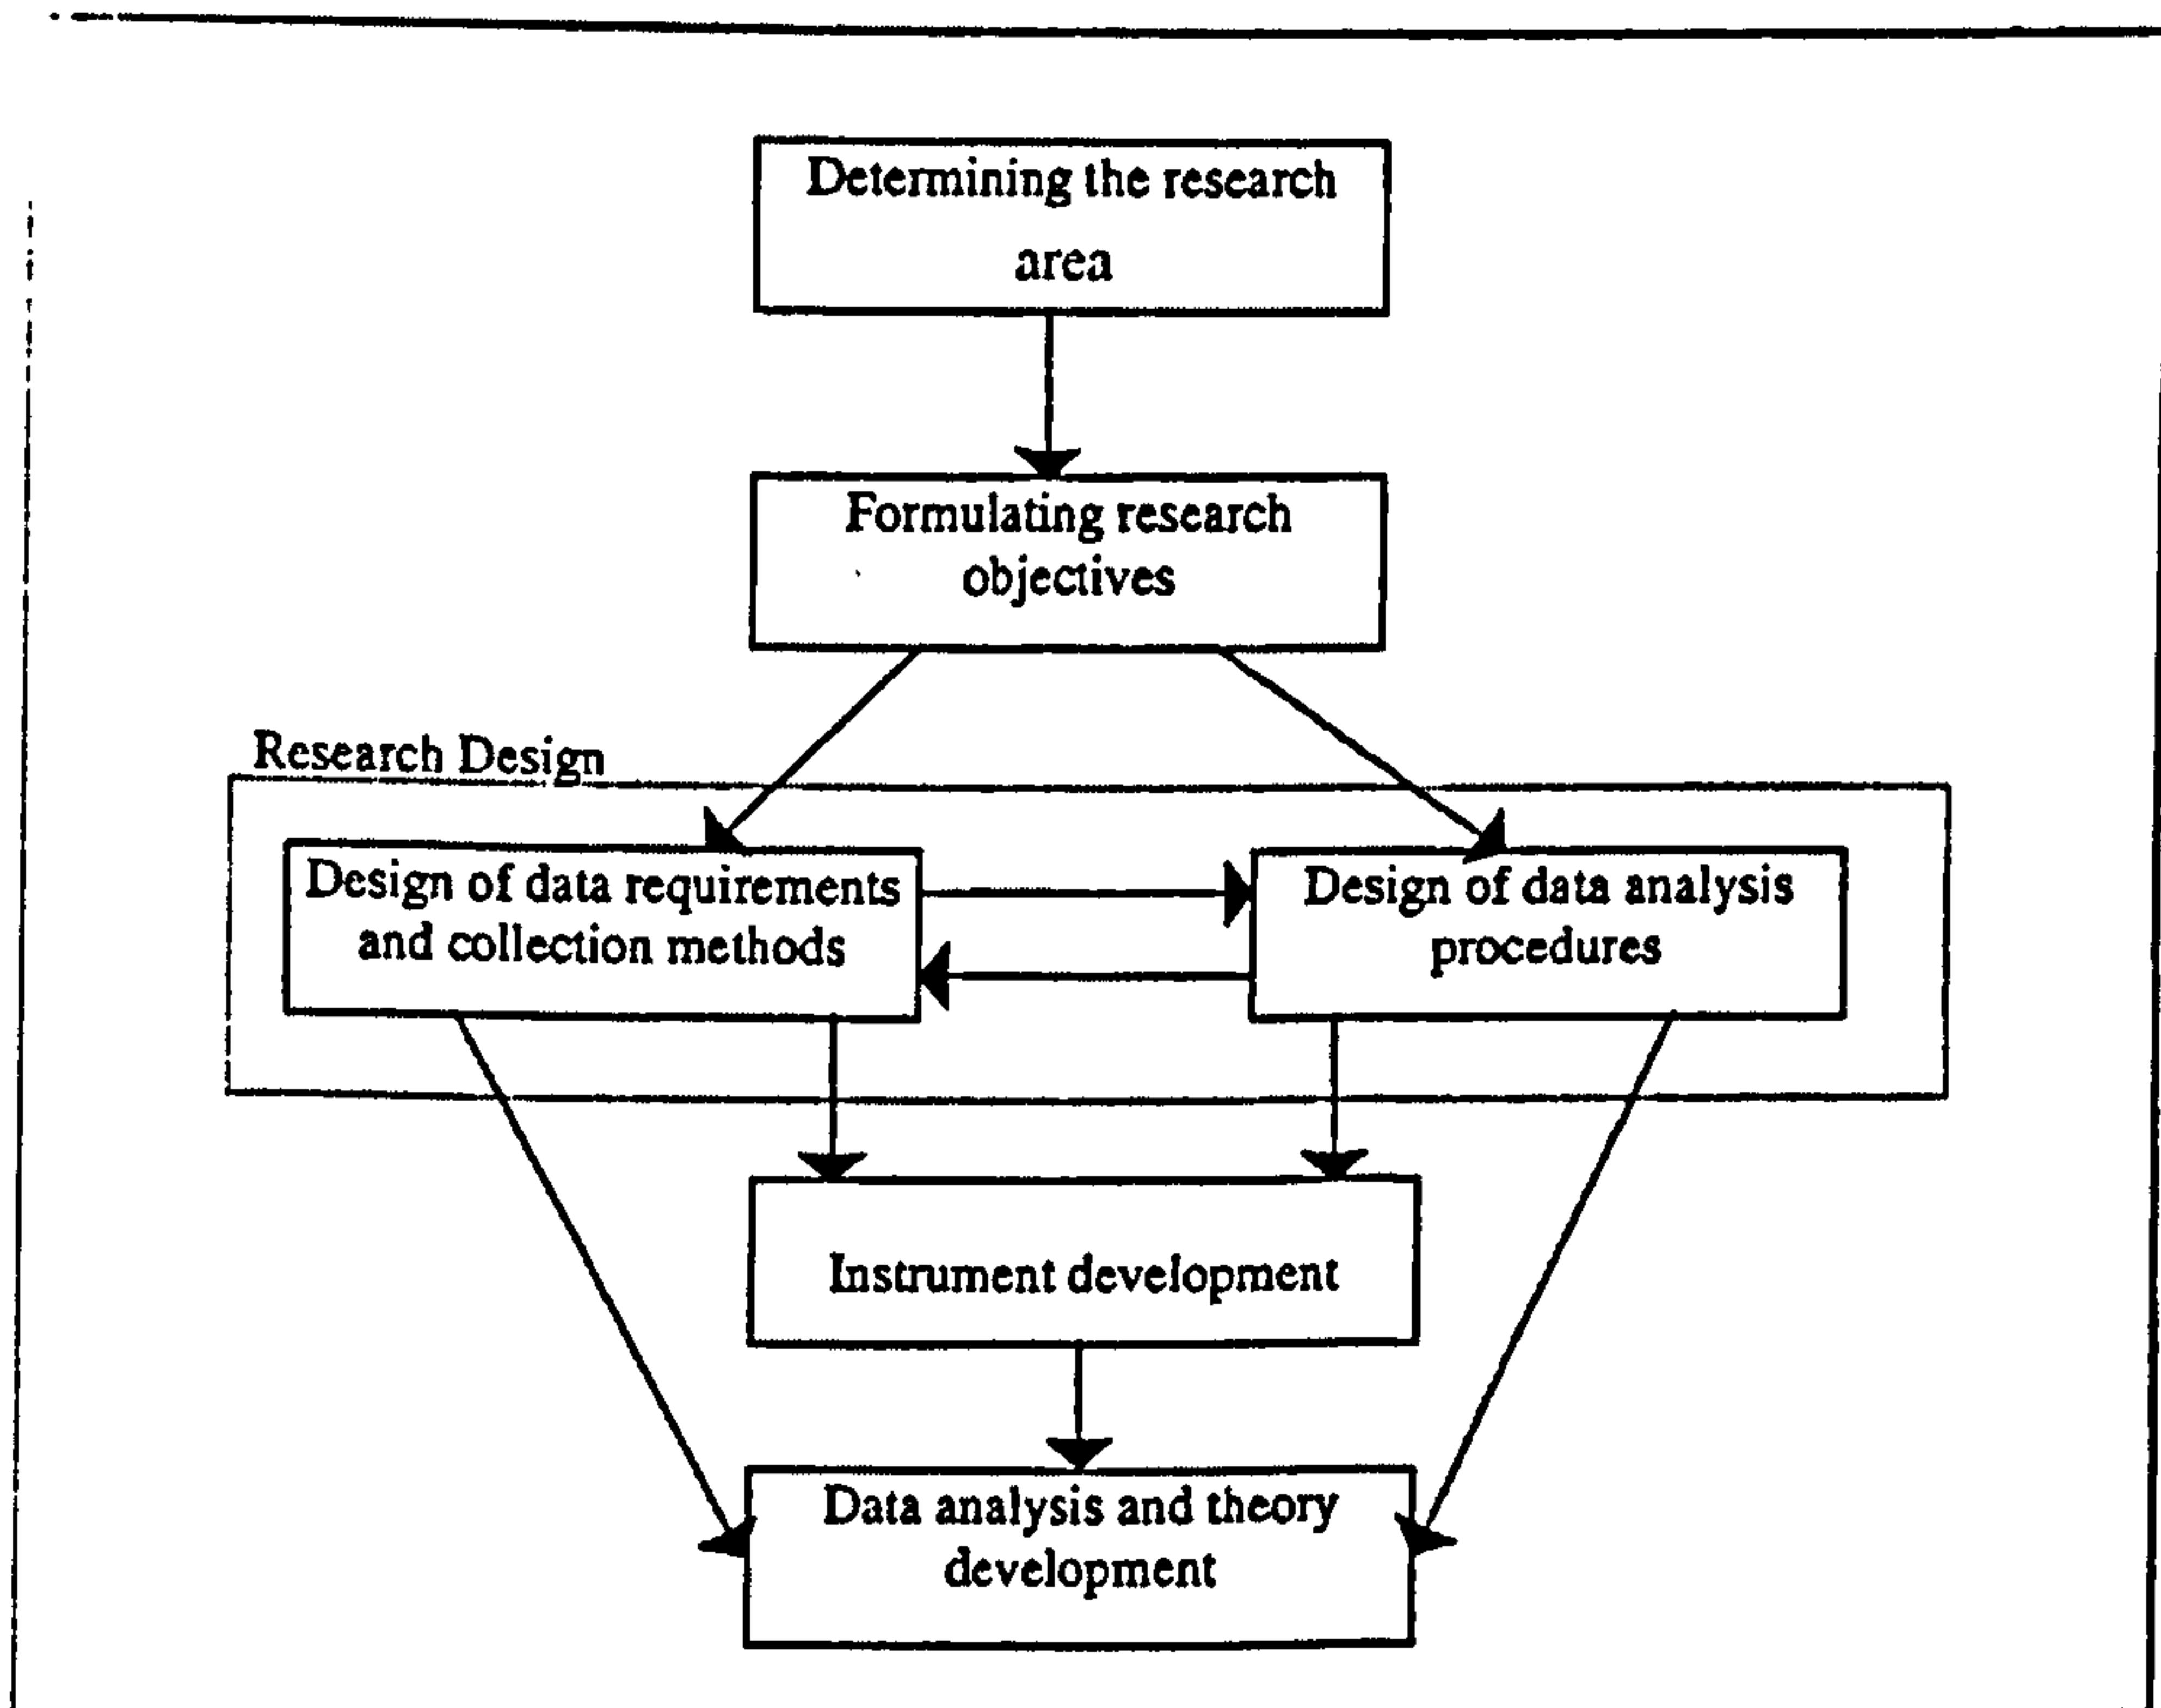 Determining the research
area
Formulating research
objectives
Research Design
Design of data requirements
and collection methods
Design of data analysis
procedures
Instrument development
Data analysis and theory
development